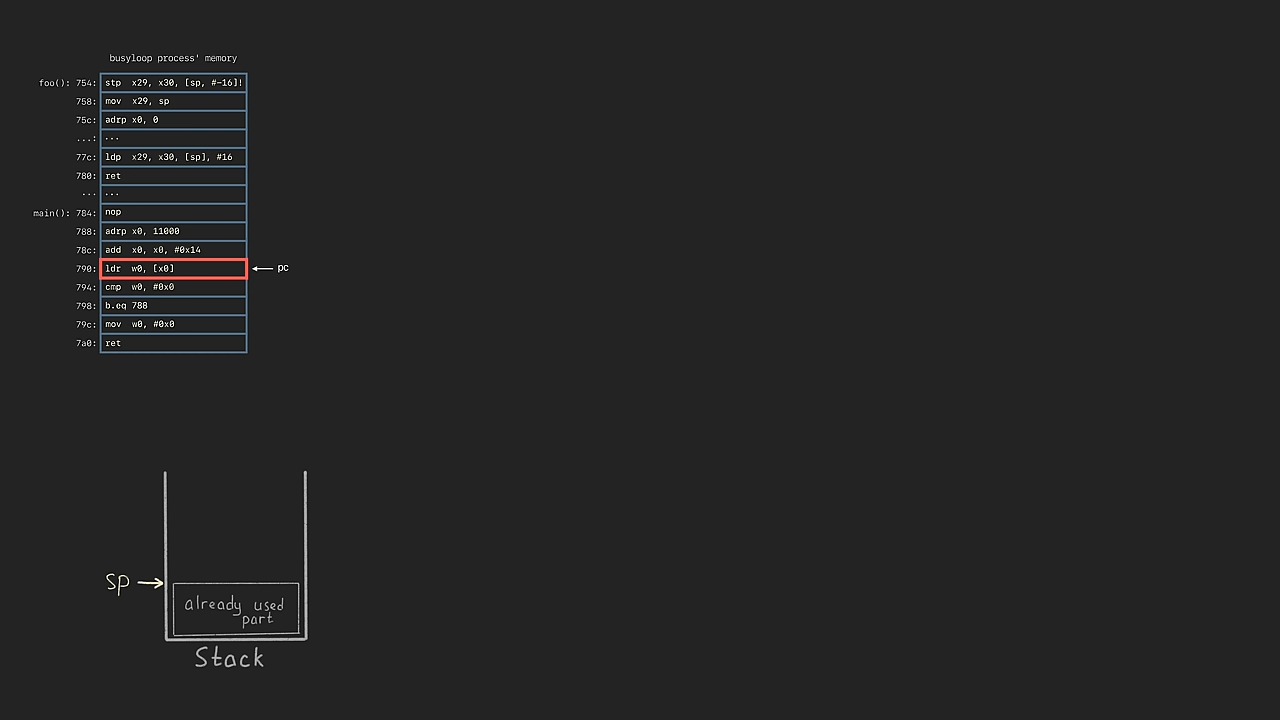 busyloop process' memory
foo(): 754: stp x29, x30, [sp, #-16]!
758: mov x29, sp
75c: adrp x0, 0
...: ...
77c: ldp x29, x30, [sp], #16
780: ret
... ...
main(): 784: nop
788: adrp x0, 11000
78c: add x0, x0, #0x14
790: ldr w0, [x0] pc
794: cmp w0, #0x0
798: b.eq 788
79c: mov w0, #0x0
7a0: ret
sp
already used
part
Stack